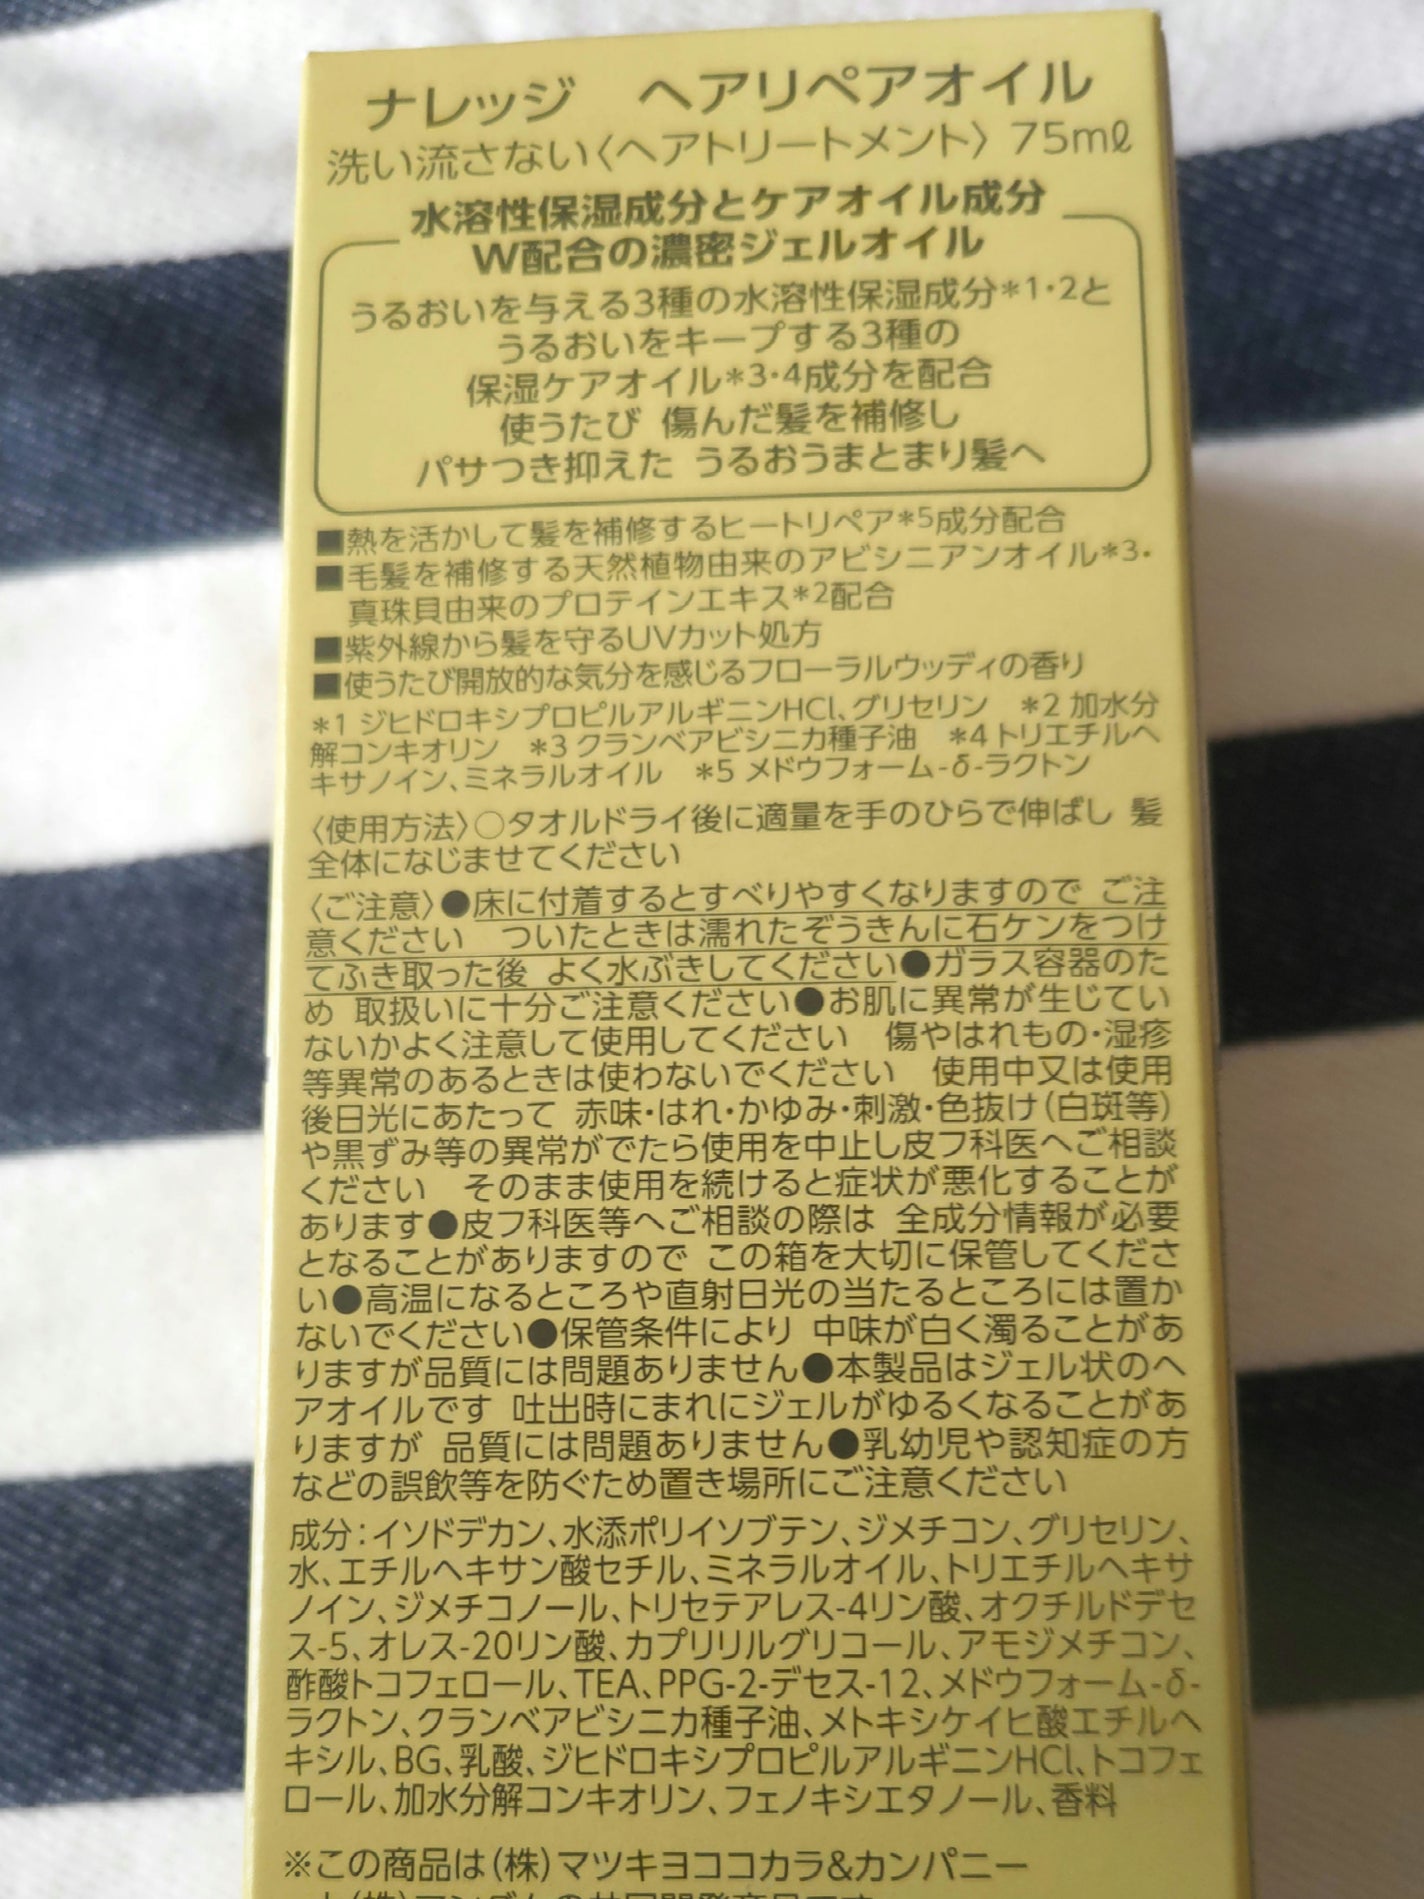 ナレッジ　ヘアリペアオイル
洗い流さない〈ヘアトリートメント〉75mℓ
水溶性保湿成分とケアオイル成分
W配合の濃密ジェルオイル
うるおいを与える3種の水溶性保湿成分*1･2と
うるおいをキープする3種の
保湿ケアオイル*3･4成分を配合
使うたび 傷んだ髪を補修し
パサつき抑えた うるおうまとまり髪へ
■熱を活かして髪を補修するヒートリペア*5成分配合
■毛髪を補修する天然植物由来のアビシニアンオイル*3･
真珠貝由来のプロテインエキス*2配合
■紫外線から髪を守るUVカット処方
■使うたび開放的な気分を感じるフローラルウッディの香り
*1 ジヒドロキシプロピルアルギニンHCl、グリセリン　*2 加水分
解コンキオリン　*3 クランベアビシニカ種子油　*4 トリエチルヘ
キサノイン、ミネラルオイル　*5 メドウフォーム-δ-ラクトン
〈使用方法〉○タオルドライ後に適量を手のひらで伸ばし 髪
全体になじませてください
〈ご注意〉●床に付着するとすべりやすくなりますので ご注
意ください　ついたときは濡れたぞうきんに石ケンをつけ
てふき取った後 よく水ぶきしてください●ガラス容器のた
め 取扱いに十分ご注意ください●お肌に異常が生じてい
ないかよく注意して使用してください　傷やはれもの･湿疹
等異常のあるときは使わないでください　使用中又は使用
後日光にあたって 赤味･はれ･かゆみ･刺激･色抜け（白斑等）
や黒ずみ等の異常がでたら使用を中止し皮フ科医へご相談
ください　そのまま使用を続けると症状が悪化することが
あります●皮フ科医等へご相談の際は 全成分情報が必要
となることがありますので この箱を大切に保管してくださ
い●高温になるところや直射日光の当たるところには置か
ないでください●保管条件により 中味が白く濁ることがあ
りますが品質には問題ありません●本製品はジェル状のヘ
アオイルです 吐出時にまれにジェルがゆるくなることがあ
りますが 品質には問題ありません●乳幼児や認知症の方
などの誤飲等を防ぐため置き場所にご注意ください
成分：イソドデカン、水添ポリイソブテン、ジメチコン、グリセリン、
水、エチルヘキサン酸セチル、ミネラルオイル、トリエチルヘキサ
ノイン、ジメチコノール、トリセテアレス-4リン酸、オクチルドデセ
ス-5、オレス-20リン酸、カプリリルグリコール、アモジメチコン、
酢酸トコフェロール、TEA、PPG-2-デセス-12、メドウフォーム-δ-
ラクトン、クランベアビシニカ種子油、メトキシケイヒ酸エチルヘ
キシル、BG、乳酸、ジヒドロキシプロピルアルギニンHCl、トコフェ
ロール、加水分解コンキオリン、フェノキシエタノール、香料
※この商品は（株）マツキヨココカラ&カンパニー